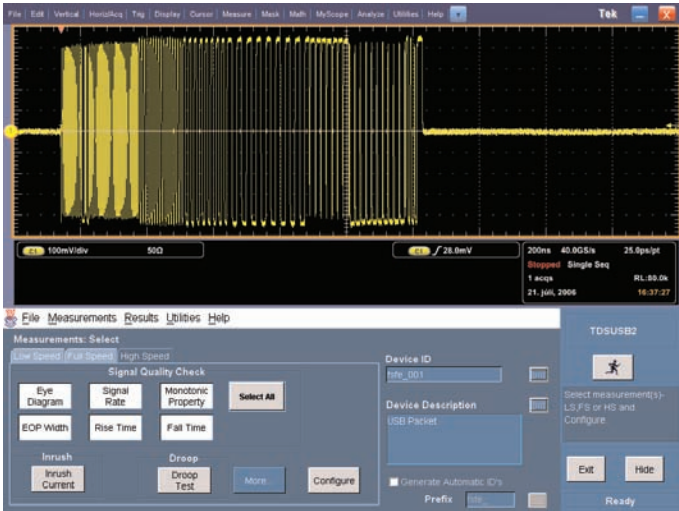 File Edit Vertical Horiz/Acq Trig Display Cursor Measure Mask Math MyScope Analyze Utilities Help Tek X
1
C1 100mV/div 50Ω C1 28.0mV 200ns 40.0GS/s 25.0ps/pt
Stopped Single Seq
1 acqs RL:80.0k
21. júlí, 2006 16:37:27
File Measurements Results Utilities Help
TDSUSB2
Measurements: Select
Low Speed Full Speed High Speed
Signal Quality Check
Device ID
tsfe_001
Eye Diagram Signal Rate Monotonic Property Select All
Device Description
USB Packet
Select measurement(s)-
LS,FS or HS and
Configure.
EOP Width Rise Time Fall Time
Inrush Droop
Inrush Current Droop Test More... Configure
Generate Automatic ID's
Prefix
Exit Hide
Ready